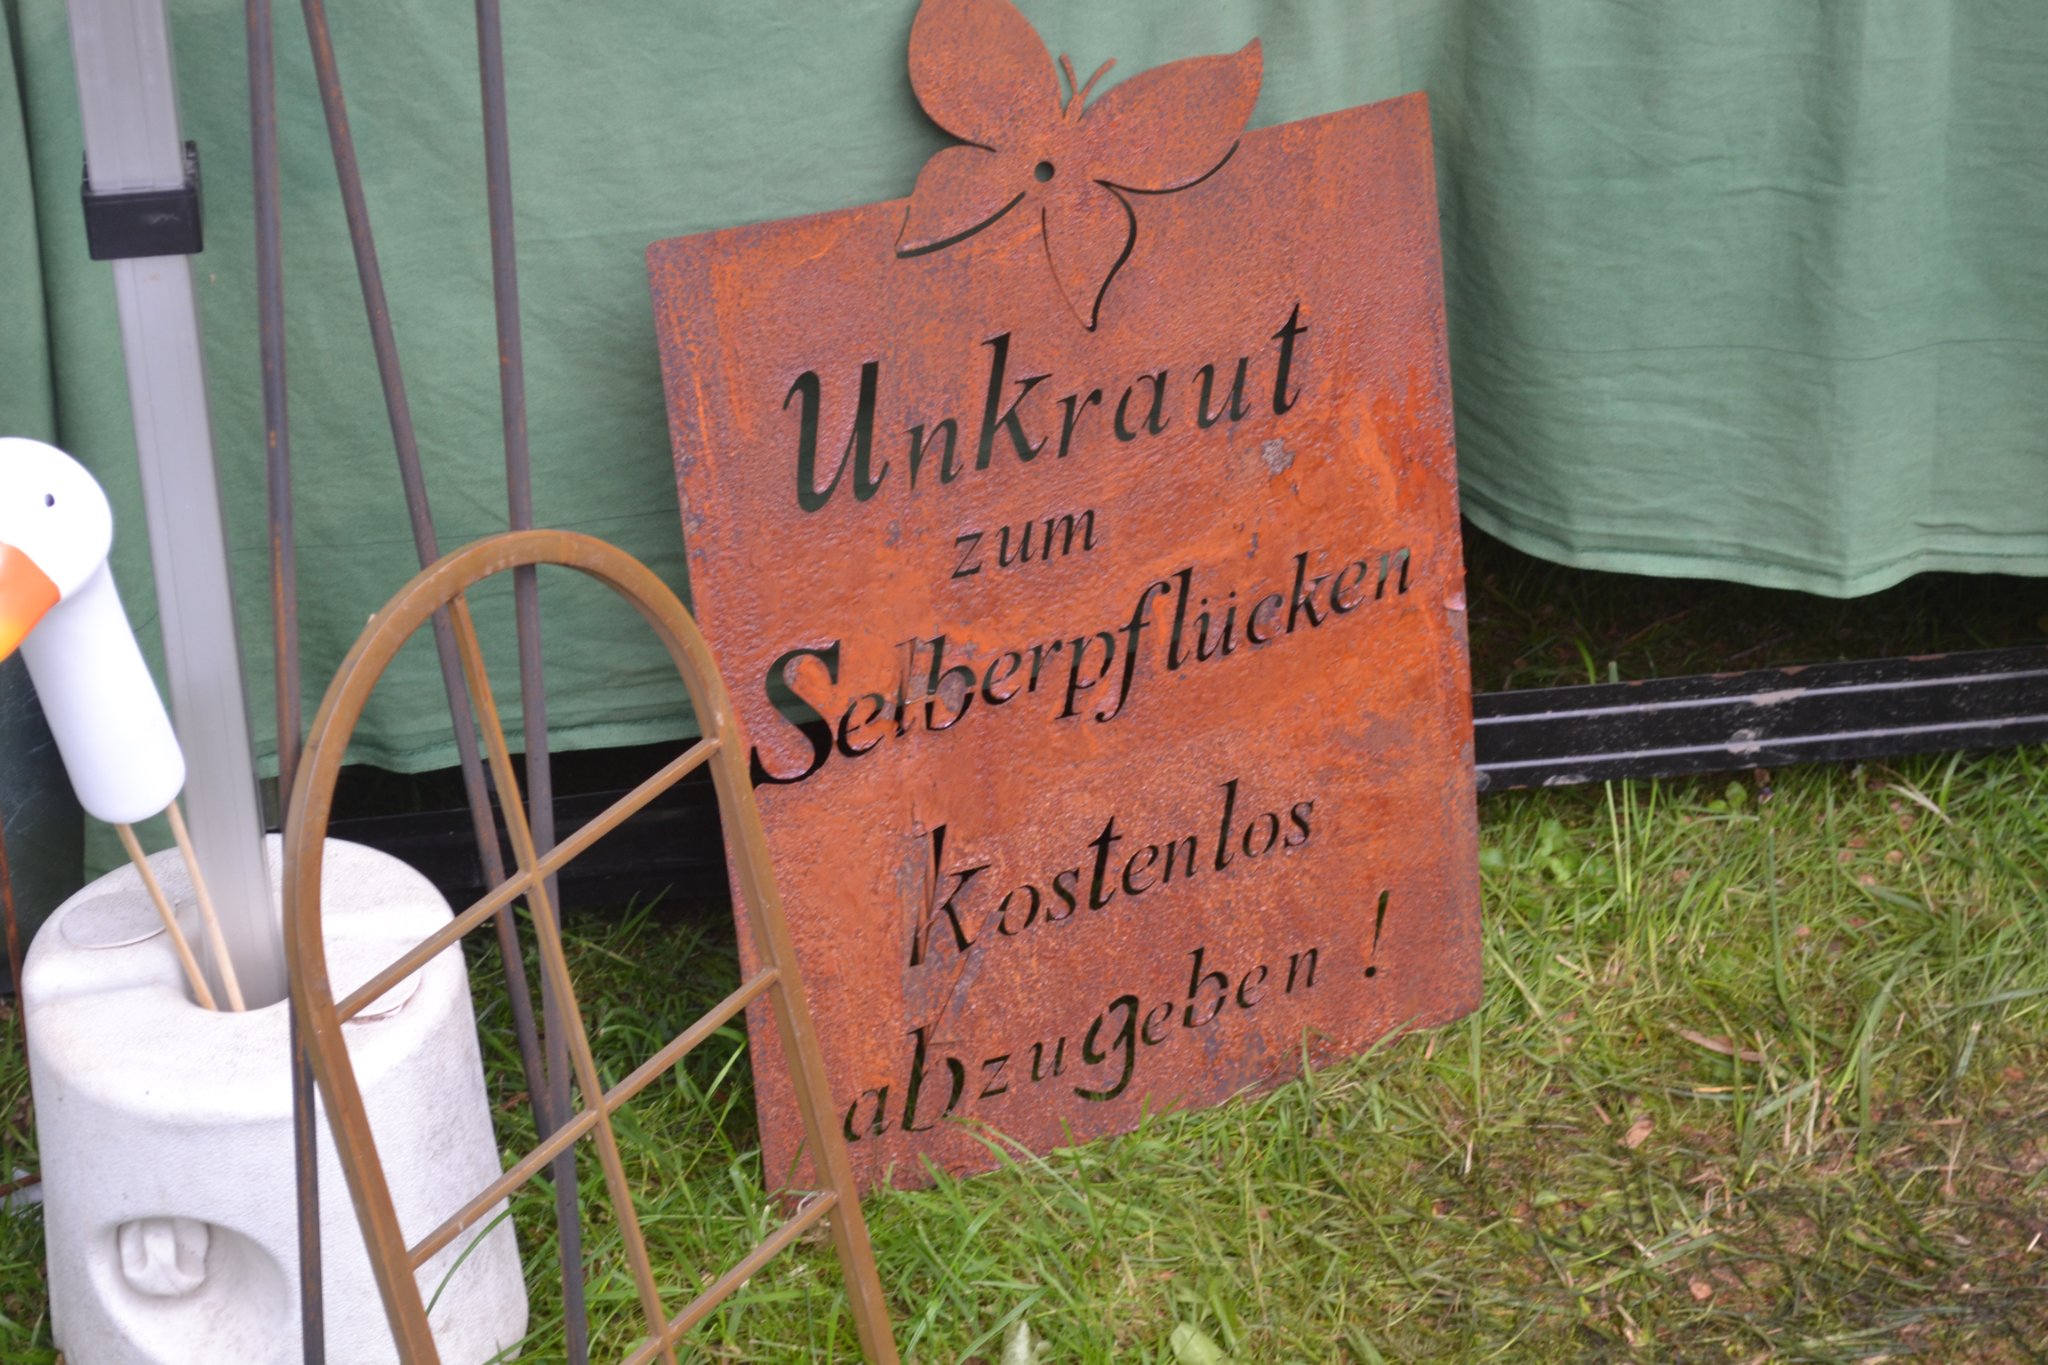 Unkraut
zum
Selberpflücken
kostenlos
abzugeben !